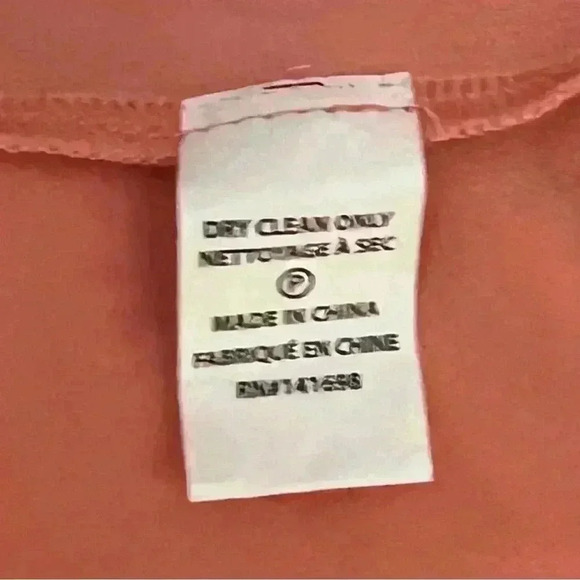 DRY CLEAN ONLY
NETTOYAGE À SEC
P
MADE IN CHINA
FABRIQUÉ EN CHINE